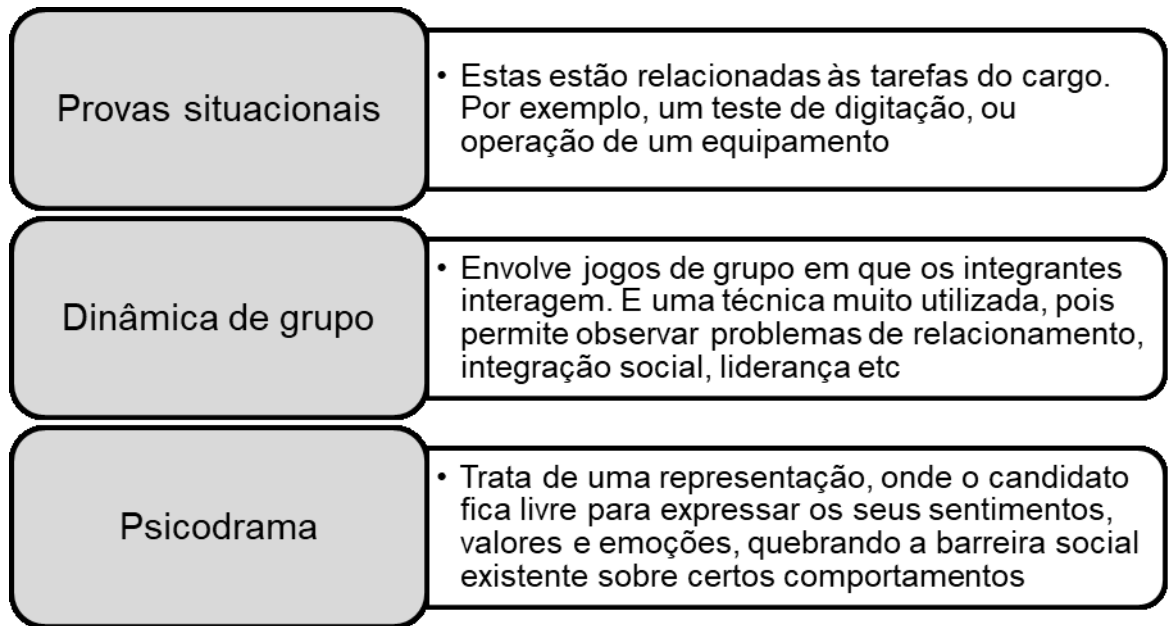 Provas situacionais
• Estas estão relacionadas às tarefas do cargo.
Por exemplo, um teste de digitação, ou
operação de um equipamento
Dinâmica de grupo
• Envolve jogos de grupo em que os integrantes
interagem. E uma técnica muito utilizada, pois
permite observar problemas de relacionamento,
integração social, liderança etc
Psicodrama
• Trata de uma representação, onde o candidato
fica livre para expressar os seus sentimentos,
valores e emoções, quebrando a barreira social
existente sobre certos comportamentos